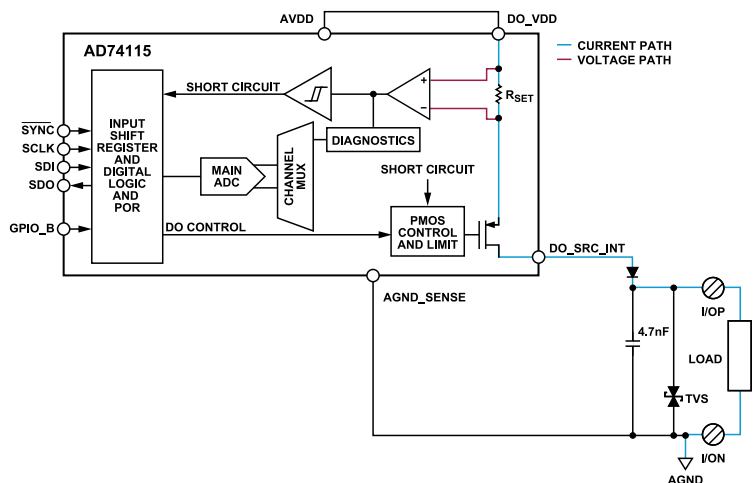 AVDD
DO_VDD
AD74115
CURRENT PATH
VOLTAGE PATH
SHORT CIRCUIT
+
−
RSET
INPUT
SHIFT
REGISTER
AND
DIGITAL
LOGIC
AND
POR
SYNC
SCLK
SDI
SDO
GPIO_B
DIAGNOSTICS
MAIN
ADC
CHANNEL
MUX
SHORT CIRCUIT
DO CONTROL
PMOS
CONTROL
AND LIMIT
DO_SRC_INT
AGND_SENSE
4.7nF
TVS
I/OP
LOAD
I/ON
AGND